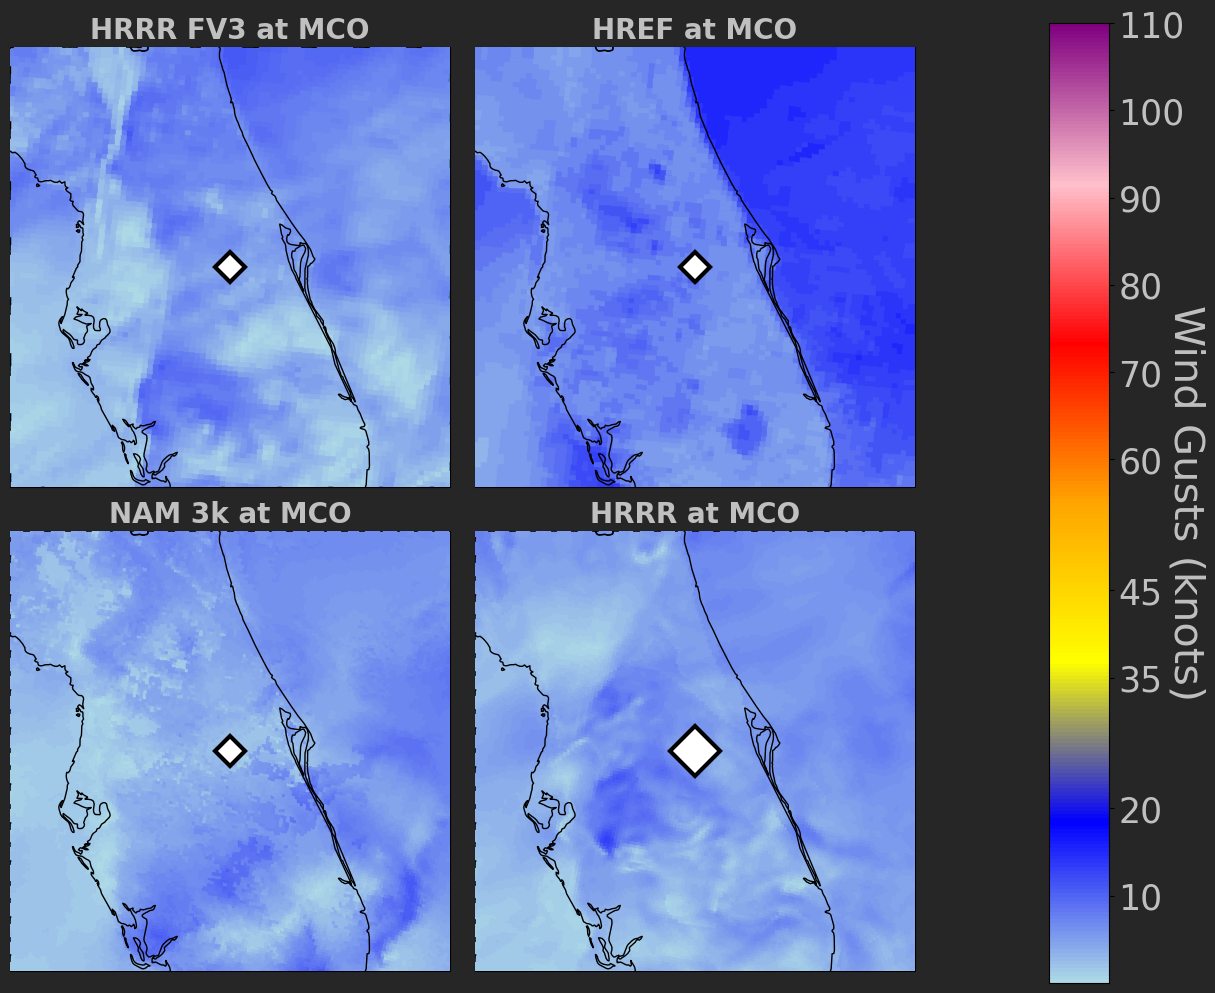 HRRR FV3 at MCO
HREF at MCO
NAM 3k at MCO
HRRR at MCO
110
100
90
80
70
60
45
35
20
10
Wind Gusts (knots)